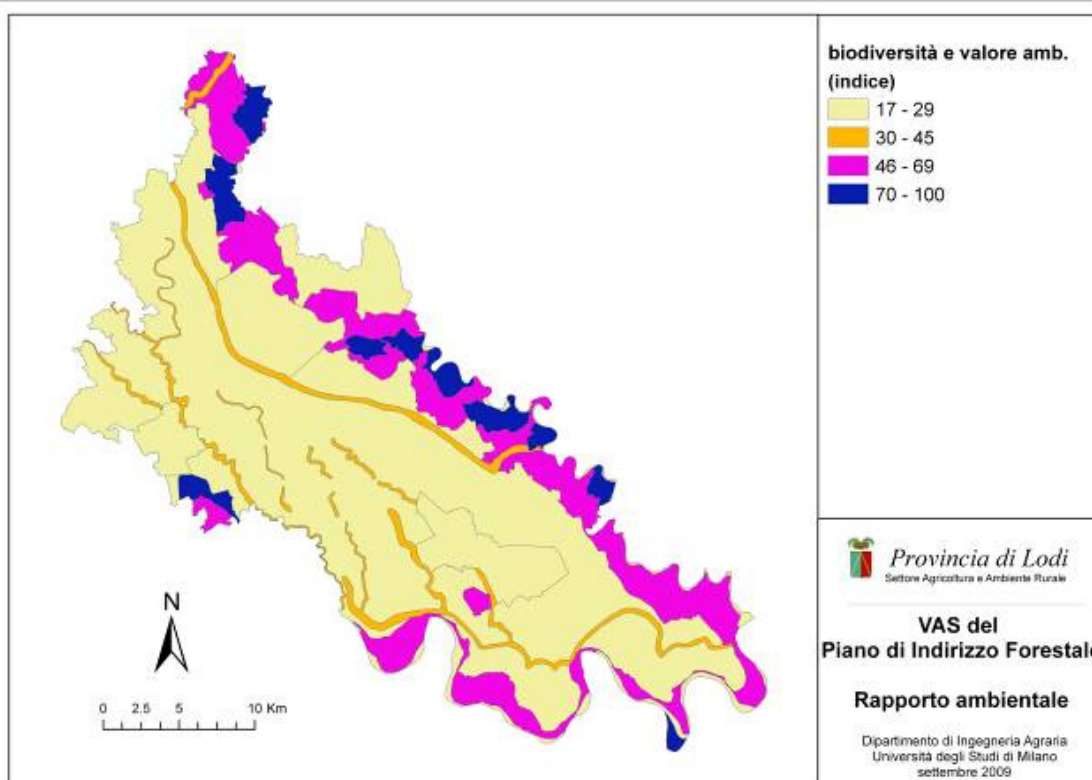 biodiversità e valore amb.
(indice)
17 - 29
30 - 45
46 - 69
70 - 100
N
0 2.5 5 10 Km
Provincia di Lodi
Settore Agricoltura e Ambiente Rurale
VAS del
Piano di Indirizzo Forestale
Rapporto ambientale
Dipartimento di Ingegneria Agraria
Università degli Studi di Milano
settembre 2009